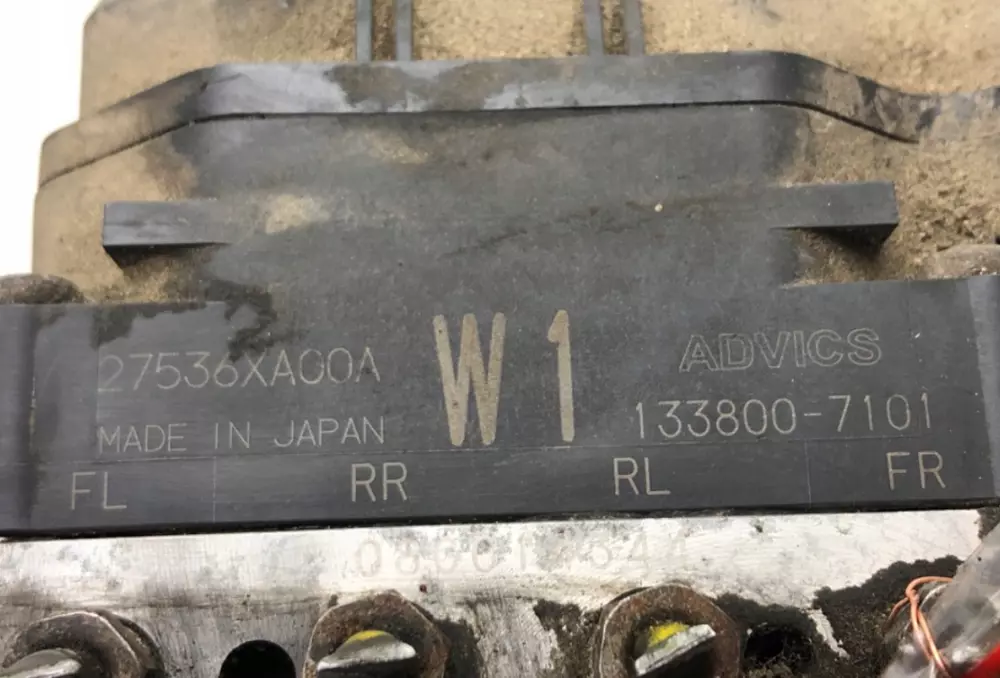 27536XA00A
W1
ADVICS
MADE IN JAPAN
133800-7101
FL RR RL FR